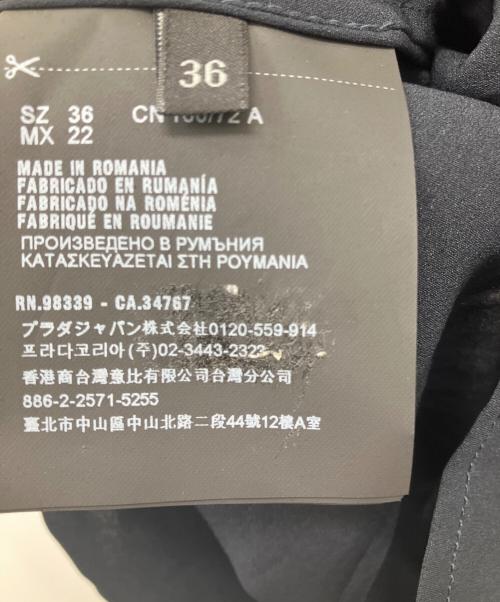 36
SZ 36 CN 160/72 A
MX 22
MADE IN ROMANIA
FABRICADO EN RUMANÍA
FABRICADO NA ROMÉNIA
FABRIQUÉ EN ROUMANIE
ПРОИЗВЕДЕНО В РУМЪНИЯ
ΚΑΤΑΣΚΕΥΑΖΕΤΑΙ ΣΤΗ ΡΟΥΜΑΝΙΑ
RN.98339 - CA.34767
プラダジャパン株式会社0120-559-914
프라다코리아(주)02-3443-2322
香港商台灣意比有限公司台灣分公司
886-2-2571-5255
臺北市中山區中山北路二段44號12樓A室